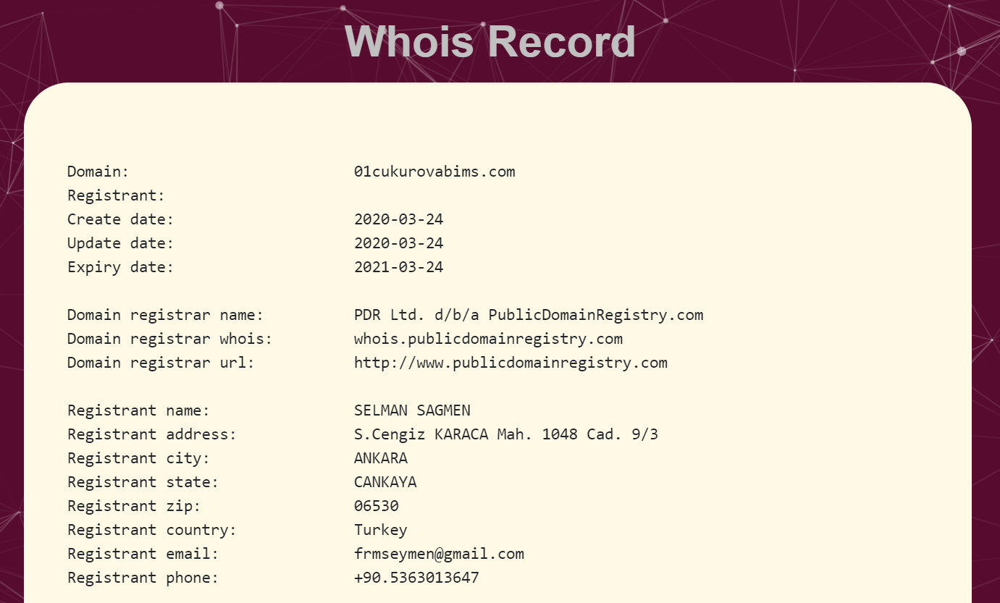 Whois Record
Domain: 01cukurovabims.com
Registrant:
Create date: 2020-03-24
Update date: 2020-03-24
Expiry date: 2021-03-24
Domain registrar name: PDR Ltd. d/b/a PublicDomainRegistry.com
Domain registrar whois: whois.publicdomainregistry.com
Domain registrar url: http://www.publicdomainregistry.com
Registrant name: SELMAN SAGMEN
Registrant address: S.Cengiz KARACA Mah. 1048 Cad. 9/3
Registrant city: ANKARA
Registrant state: CANKAYA
Registrant zip: 06530
Registrant country: Turkey
Registrant email: frmseymen@gmail.com
Registrant phone: +90.5363013647